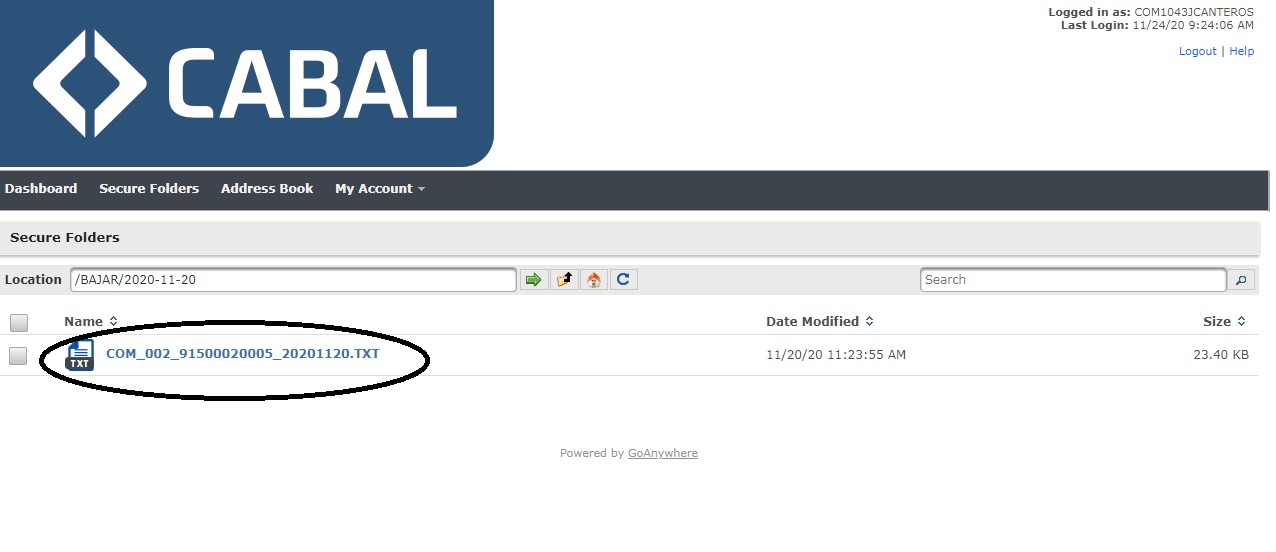 Logged in as: COM1043JCANTEROS
Last Login: 11/24/20 9:24:06 AM
Logout | Help
CABAL
Dashboard Secure Folders Address Book My Account
Secure Folders
Location /BAJAR/2020-11-20 Search
Name Date Modified Size
TXT COM_002_91500020005_20201120.TXT 11/20/20 11:23:55 AM 23.40 KB
Powered by GoAnywhere